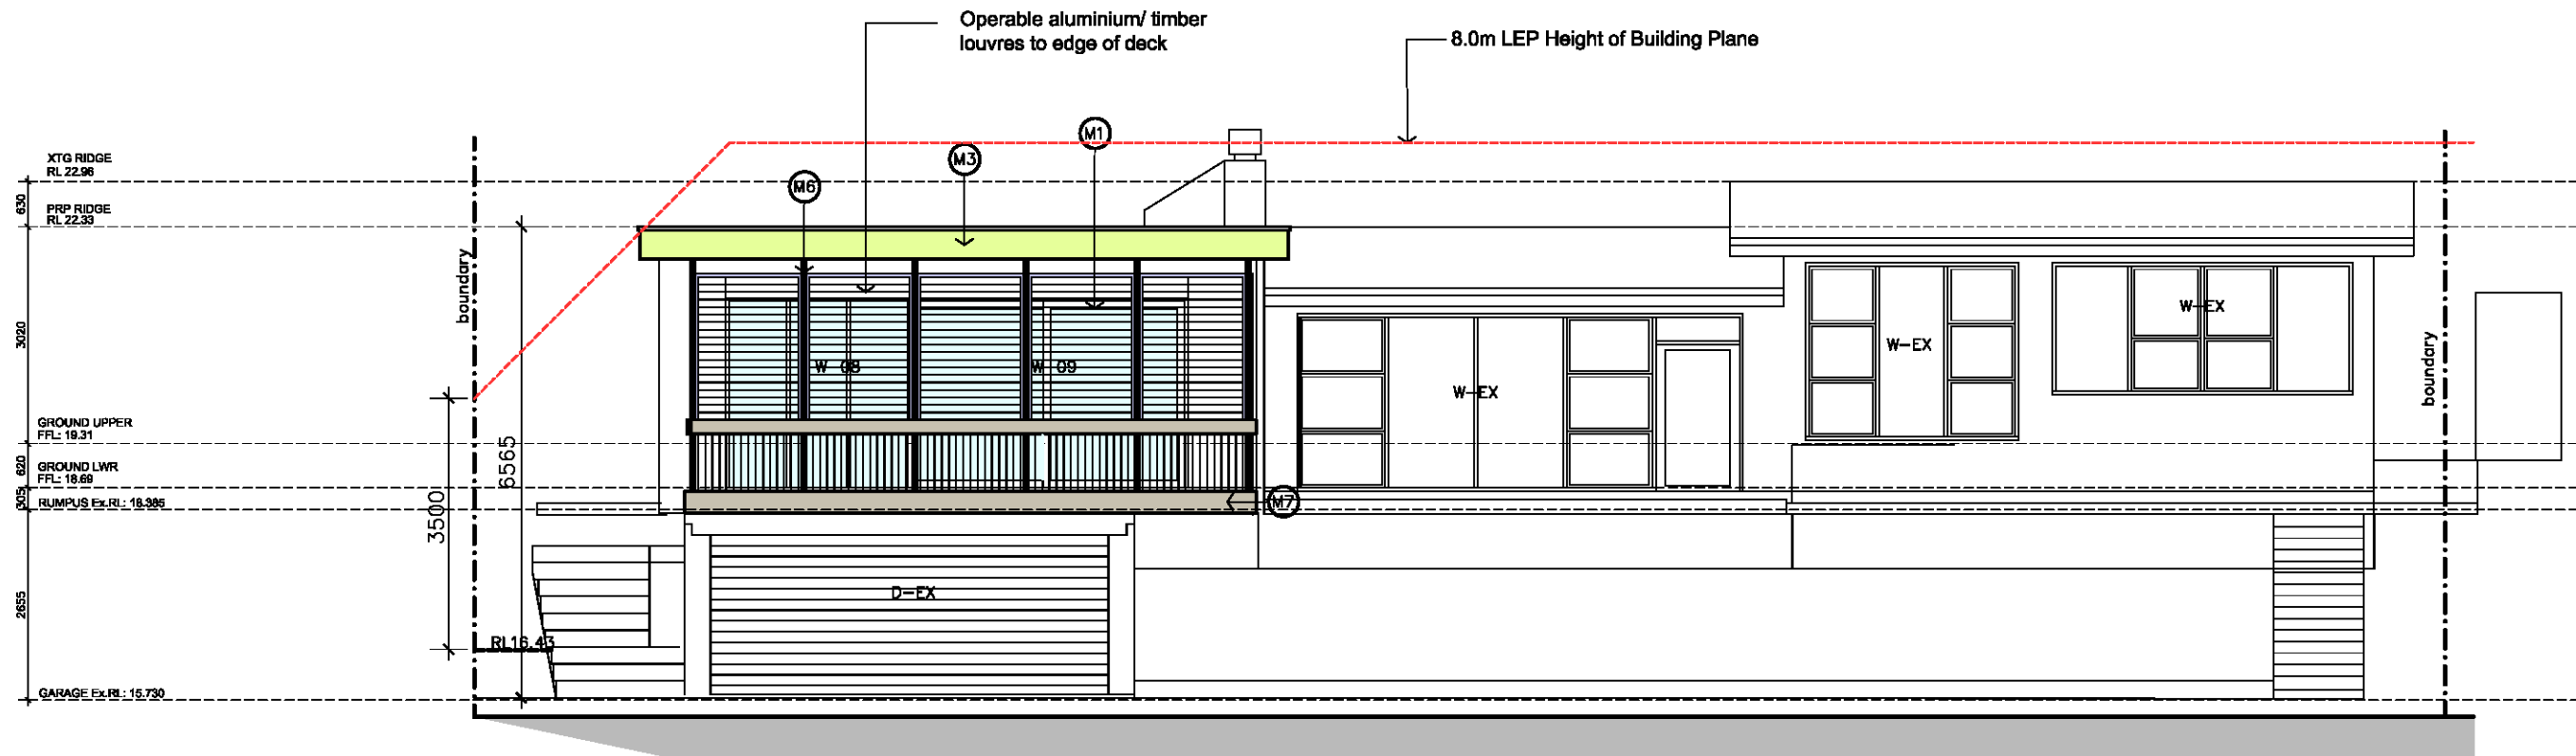 Operable aluminium/ timber
louvres to edge of deck
8.0m LEP Height of Building Plane
M1
M3
M6
XTG RIDGE
RL 22.96
630
PRP RIDGE
RL 22.33
boundary
3020
W-EX
W-EX
boundary
W 08
W 09
W-EX
GROUND UPPER
FFL: 19.31
620
GROUND LWR
FFL: 18.69
6565
305
RUMPUS Ex.RL: 18.385
M7
3500
2655
D-EX
RL16.43
GARAGE Ex.RL: 15.730